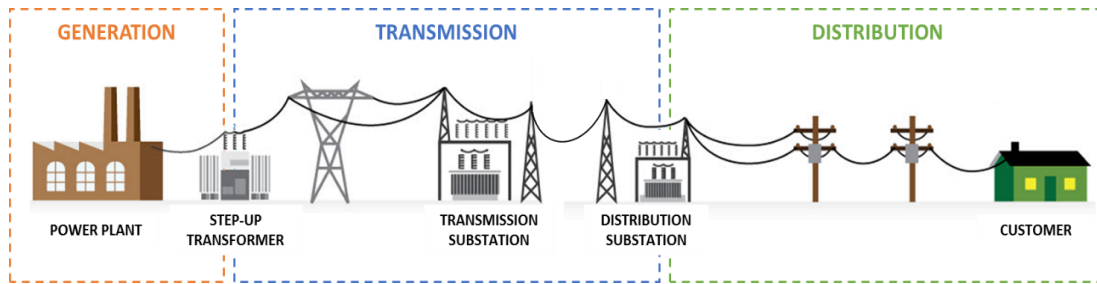 GENERATION
TRANSMISSION
DISTRIBUTION
POWER PLANT
STEP-UP
TRANSFORMER
TRANSMISSION
SUBSTATION
DISTRIBUTION
SUBSTATION
CUSTOMER